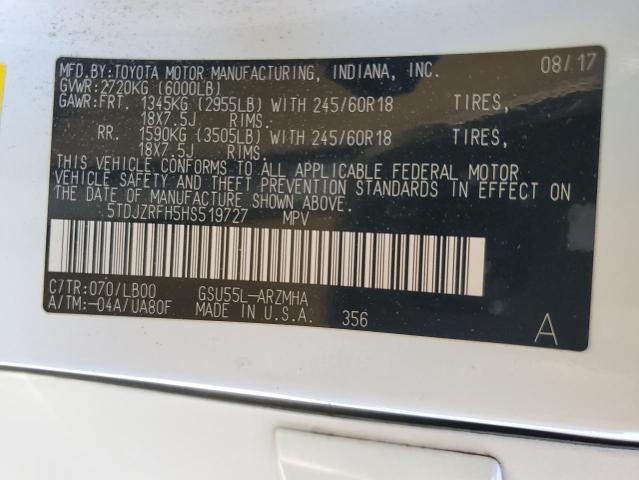 MFD.BY:TOYOTA MOTOR MANUFACTURING, INDIANA, INC. 08/17
GVWR:2720KG (6000LB)
GAWR:FRT. 1345KG (2955LB) WITH 245/60R18 TIRES,
18X7.5J RIMS.
RR. 1590KG (3505LB) WITH 245/60R18 TIRES,
18X7.5J RIMS.
THIS VEHICLE CONFORMS TO ALL APPLICABLE FEDERAL MOTOR
VEHICLE SAFETY AND THEFT PREVENTION STANDARDS IN EFFECT ON
THE DATE OF MANUFACTURE SHOWN ABOVE.
5TDJZRFH5HS519727 MPV
C/TR:070/LB00 GSU55L-ARZMHA
A/TM:-04A/UA80F MADE IN U.S.A. 356 A